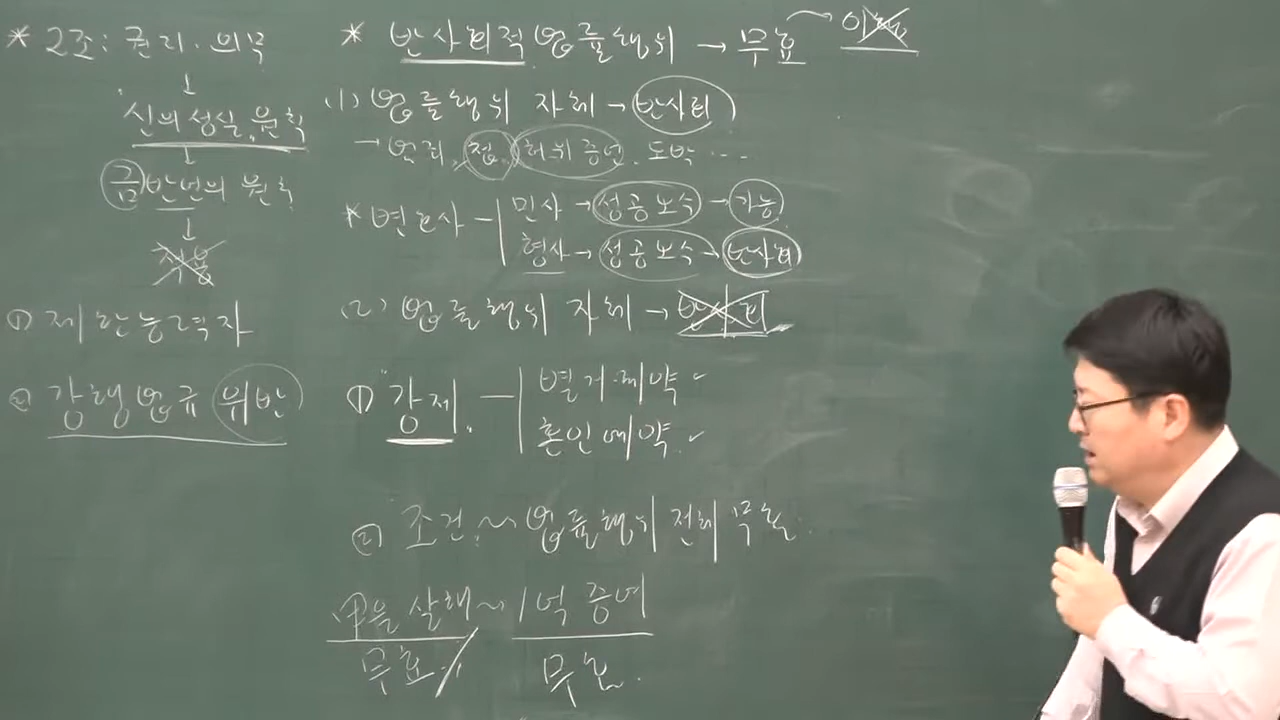 * 2조: 권리·의무
↓
신의성실 원칙
↓
금반언의 원칙
↓
적용
① 제한능력자
② 강행법규 위반
* 반사회적 법률행위 → 무효 →
(1) 법률행위 자체 → 반사회
→ 범죄, 첩, 허위증언, 도박 ...
* 변호사 - 민사 → 성공보수 → 가능
형사 → 성공보수 → 반사회
(2) 법률행위 자체 → 반사회
① "강제. - 별거계약 ✓
혼인예약 ✓
② 조건 ~ 법률행위 전체 무효.
甲을 살해 ~ 1억 증여
무효. 무효.